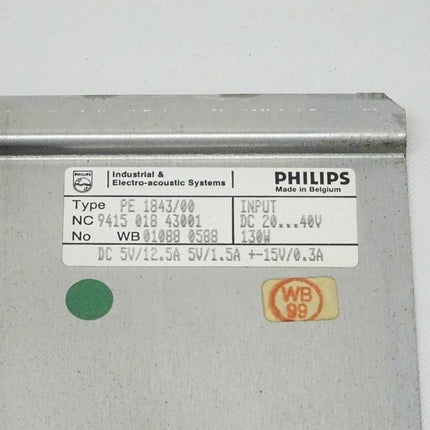 PHILIPS
Industrial &
Electro-acoustic Systems
PHILIPS
Made in Belgium
Type PE 1843/00
NC 9415 018 43001
No WB 01088 0588
INPUT
DC 20...40V
130W
DC 5V/12.5A 5V/1.5A +-15V/0.3A
WB
99